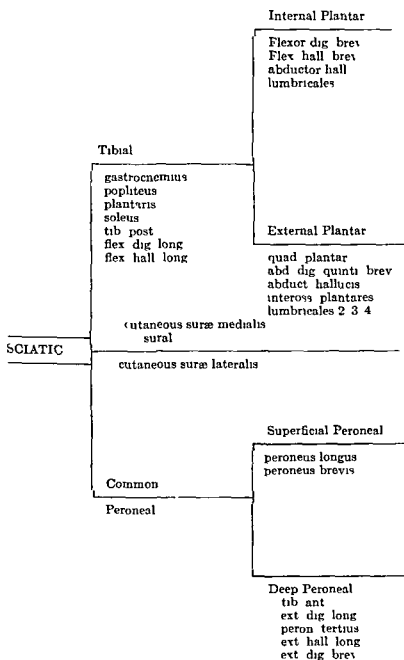 Internal Plantar
Flexor dig brev
Flex hall brev
abductor hall
lumbricales
Tibial
gastrocnemius
popliteus
plantaris
soleus
tib post
flex dig long
flex hall long
External Plantar
quad plantar
abd dig quinti brev
abduct hallucis
inteross plantares
lumbricales 2 3 4
cutaneous suræ medialis
sural
SCIATIC
cutaneous suræ lateralis
Superficial Peroneal
peroneus longus
peroneus brevis
Common
Peroneal
Deep Peroneal
tib ant
ext dig long
peron tertius
ext hall long
ext dig brev